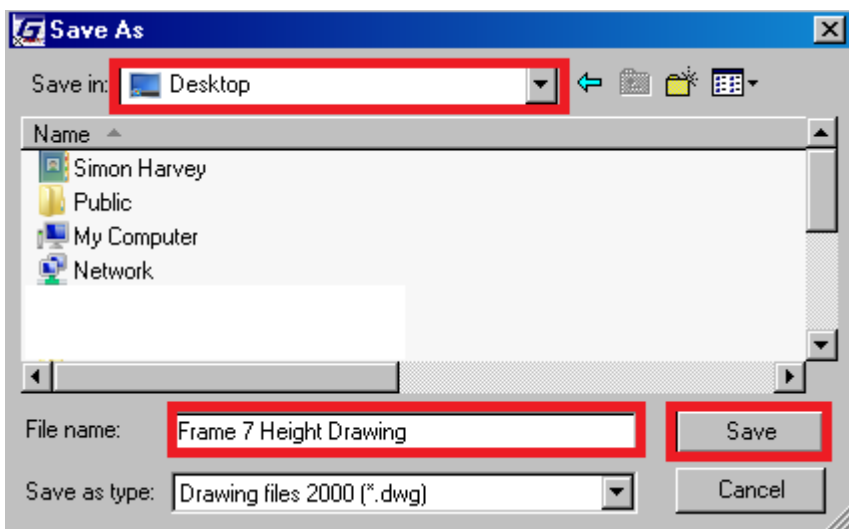 Save As
Save in: Desktop
Name
Simon Harvey
Public
My Computer
Network
File name: Frame 7 Height Drawing Save
Save as type: Drawing files 2000 (*.dwg) Cancel